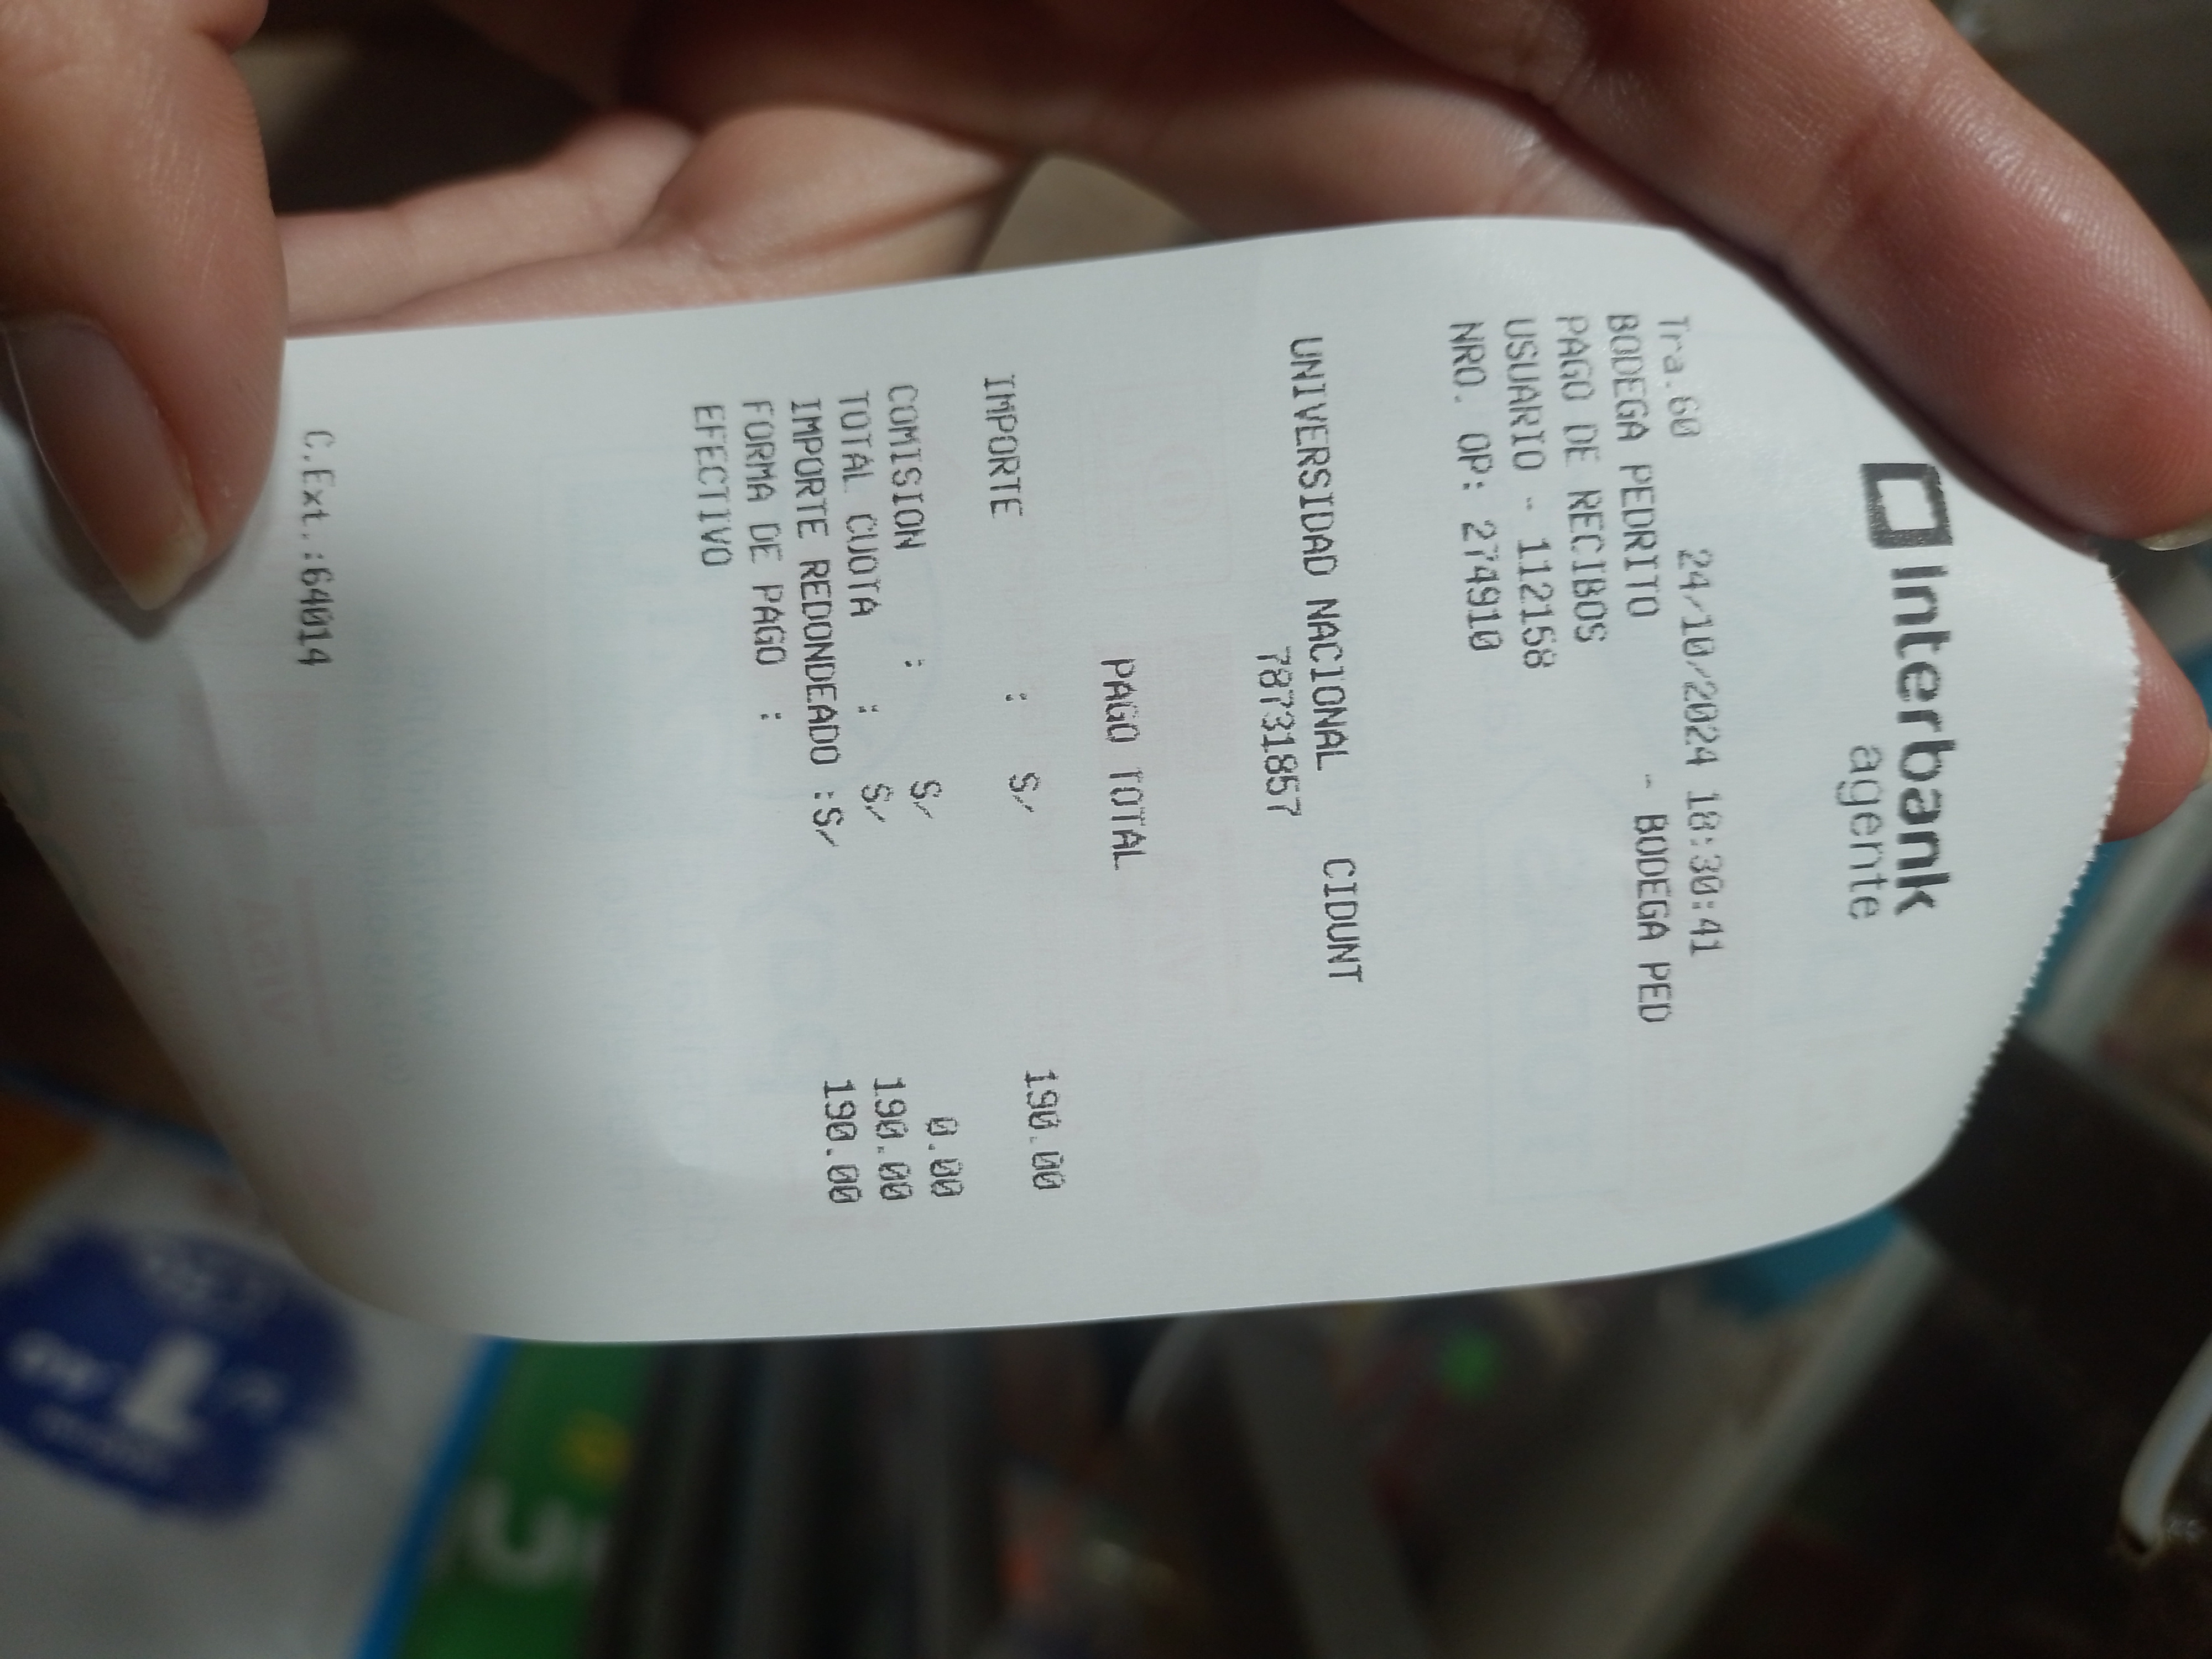 Interbank
agente
Tra.60 24/10/2024 18:30:41
BODEGA PEDRITO - BODEGA PED
PAGO DE RECIBOS
USUARIO - 112158
NRO. OP: 274910
UNIVERSIDAD NACIONAL CIDUNT
78731857
PAGO TOTAL
IMPORTE : S/ 190.00
COMISION : S/ 0.00
TOTAL CUOTA : S/ 190.00
IMPORTE REDONDEADO :S/ 190.00
FORMA DE PAGO :
EFECTIVO
C.Ext.:64014